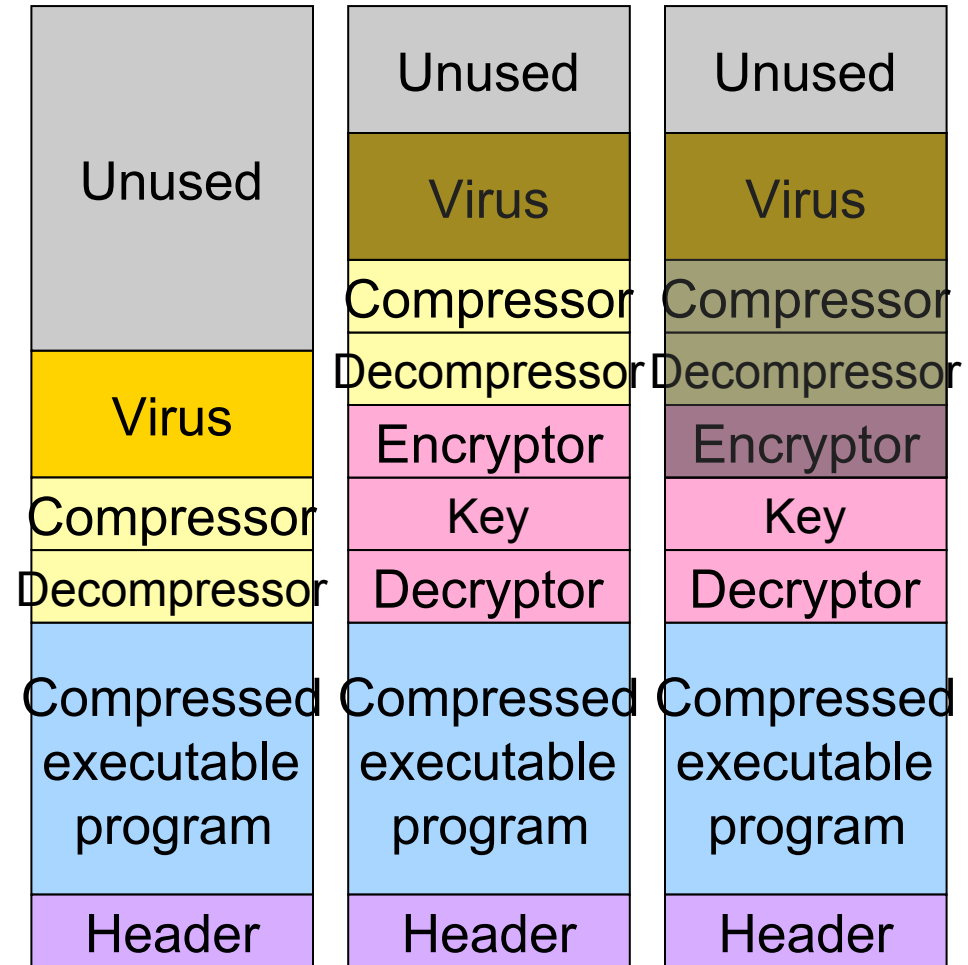 Unused
Virus
Compressor
Decompressor
Compressed
executable
program
Header
Unused
Virus
Compressor
Decompressor
Encryptor
Key
Decryptor
Compressed
executable
program
Header
Unused
Virus
Compressor
Decompressor
Encryptor
Key
Decryptor
Compressed
executable
program
Header